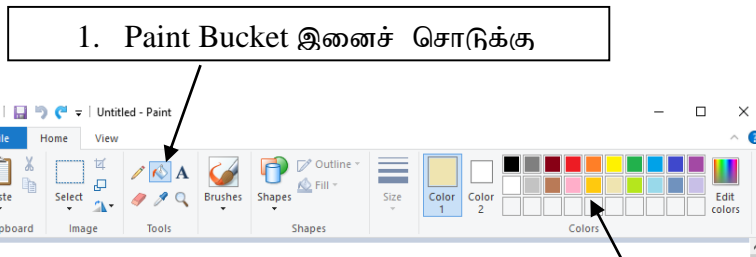 1. Paint Bucket இனைச் சொடுக்கு
Untitled - Paint
Home View
Outline
Fill
Select Brushes Shapes Size Color 1 Color 2 Edit colors
Image Tools Shapes Colors